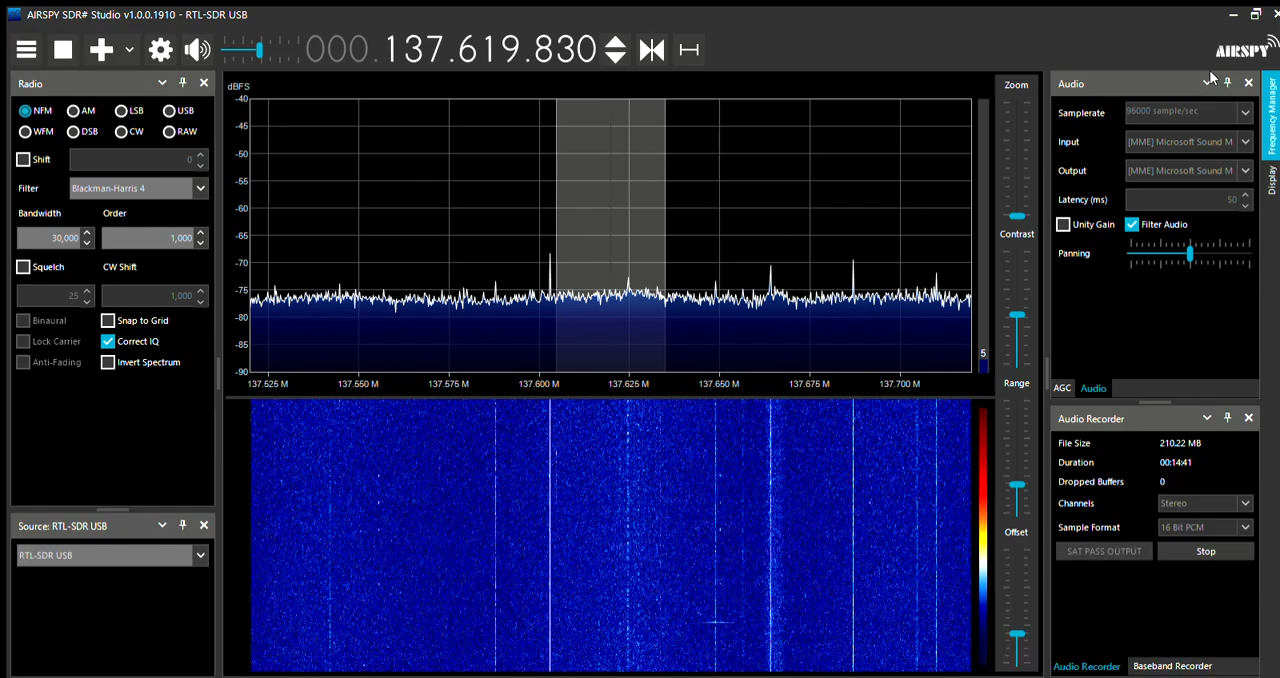 AIRSPY SDR# Studio v1.0.0.1910 - RTL-SDR USB
000.137.619.830
AIRSPY
Radio
NFM AM LSB USB
WFM DSB CW RAW
Shift 0
Filter Blackman-Harris 4
Bandwidth Order
30,000 1,000
Squelch CW Shift
25 1,000
Binaural Snap to Grid
Lock Carrier Correct IQ
Anti-Fading Invert Spectrum
Source: RTL-SDR USB
RTL-SDR USB
dBFS
-40
-45
-50
-55
-60
-65
-70
-75
-80
-85
-90
5
137.525 M 137.550 M 137.575 M 137.600 M 137.625 M 137.650 M 137.675 M 137.700 M
Zoom
Contrast
Range
Offset
Audio
Samplerate 96000 sample/sec
Input [MME] Microsoft Sound M
Output [MME] Microsoft Sound M
Latency (ms) 50
Unity Gain Filter Audio
Panning
AGC Audio
Audio Recorder
File Size 210.22 MB
Duration 00:14:41
Dropped Buffers 0
Channels Stereo
Sample Format 16 Bit PCM
SAT PASS OUTPUT Stop
Audio Recorder Baseband Recorder
Frequency Manager
Display